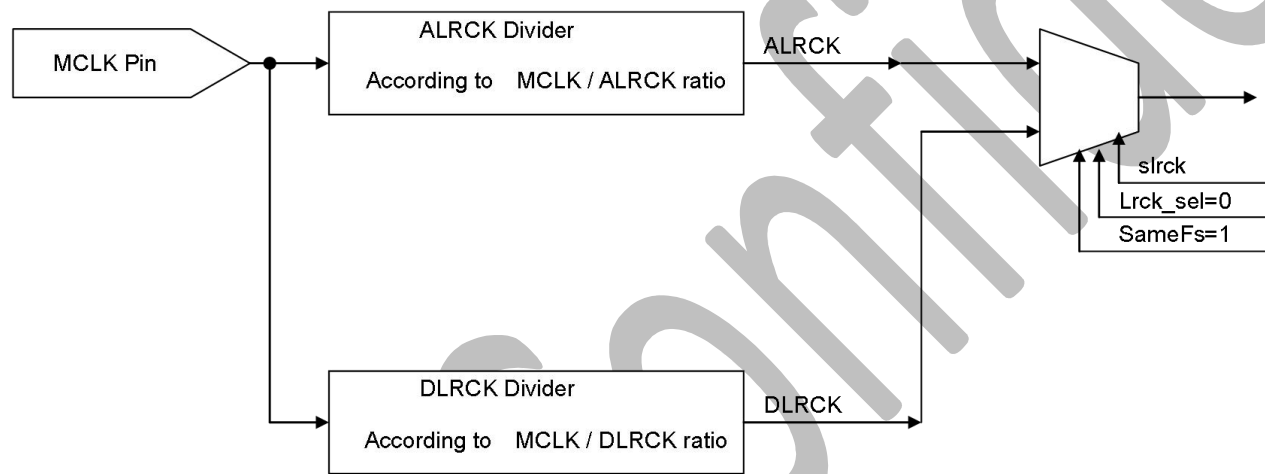 MCLK Pin
ALRCK Divider
According to MCLK / ALRCK ratio
ALRCK
slrck
Lrck_sel=0
SameFs=1
DLRCK Divider
According to MCLK / DLRCK ratio
DLRCK